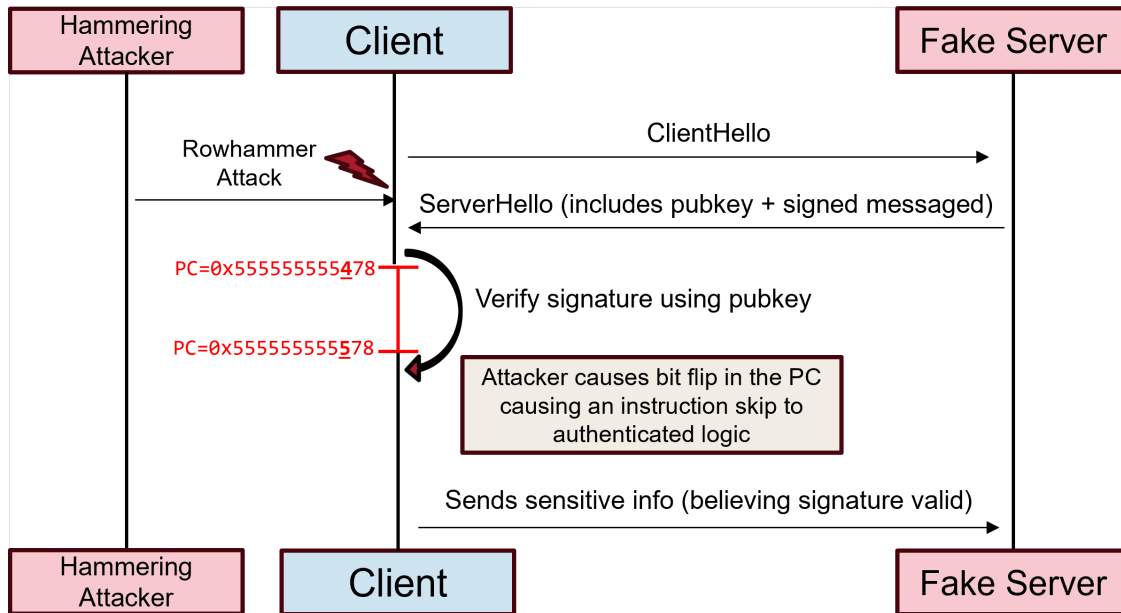 Hammering
Attacker
Client
Fake Server
ClientHello
Rowhammer
Attack
ServerHello (includes pubkey + signed messaged)
PC=0x555555555478
Verify signature using pubkey
PC=0x555555555578
Attacker causes bit flip in the PC
causing an instruction skip to
authenticated logic
Sends sensitive info (believing signature valid)
Hammering
Attacker
Client
Fake Server